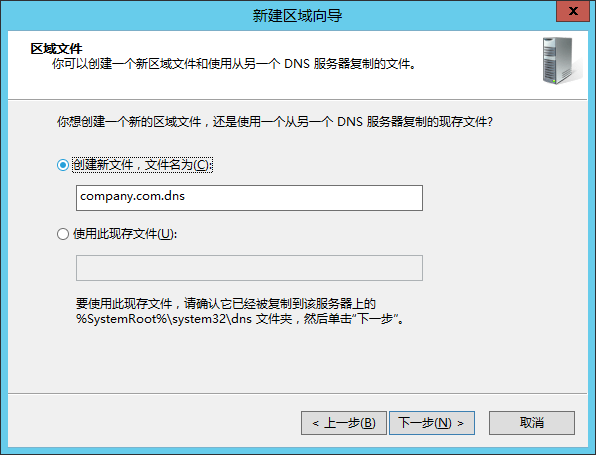 新建区域向导
x
区域文件
你可以创建一个新区域文件和使用从另一个 DNS 服务器复制的文件。
你想创建一个新的区域文件，还是使用一个从另一个 DNS 服务器复制的现存文件?
创建新文件，文件名为(C):
company.com.dns
使用此现存文件(U):
要使用此现存文件，请确认它已经被复制到该服务器上的
%SystemRoot%\system32\dns 文件夹，然后单击"下一步"。
< 上一步(B) 下一步(N) > 取消